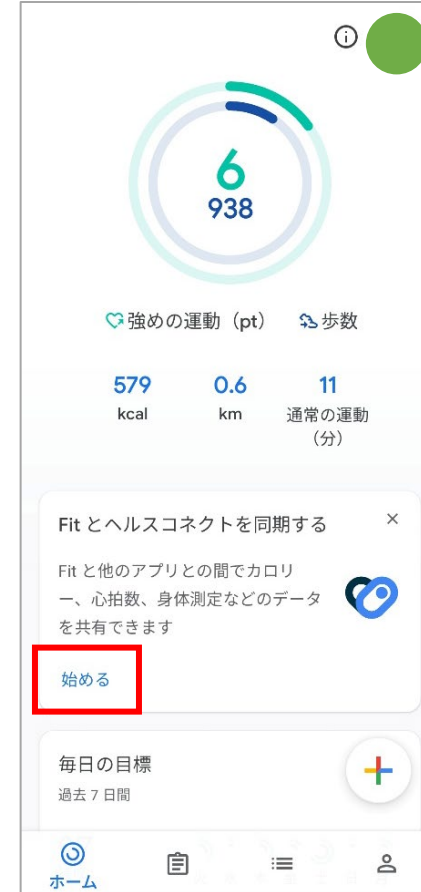 6
938
強めの運動（pt） 歩数
579 0.6 11
kcal km 通常の運動
（分）
Fit とヘルスコネクトを同期する
Fit と他のアプリとの間でカロリ
ー、心拍数、身体測定などのデータ
を共有できます
始める
毎日の目標
過去 7 日間
ホーム